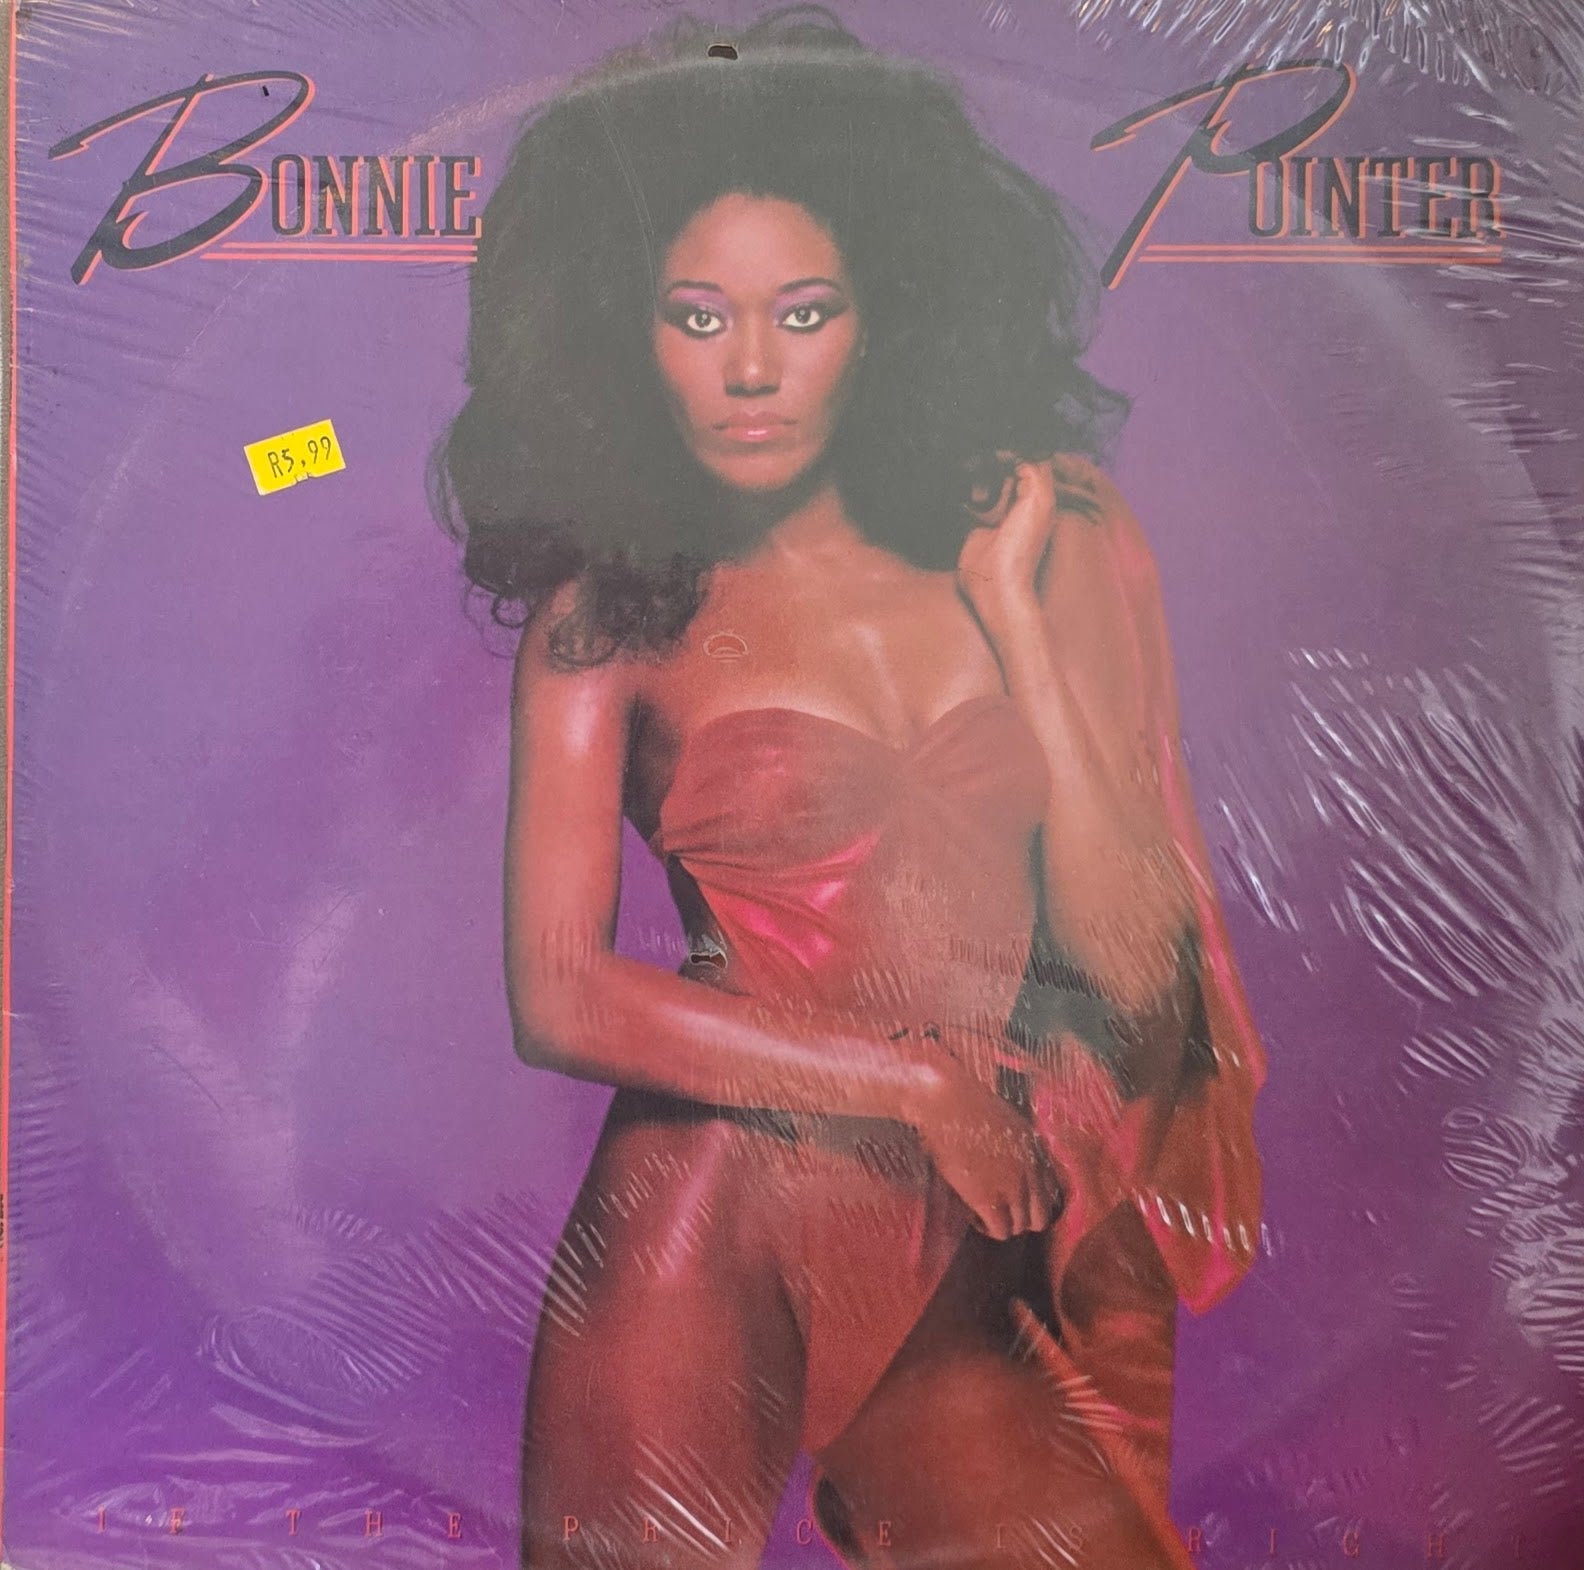 BONNIE POINTER
R5,99
IF THE PRICE IS RIGHT